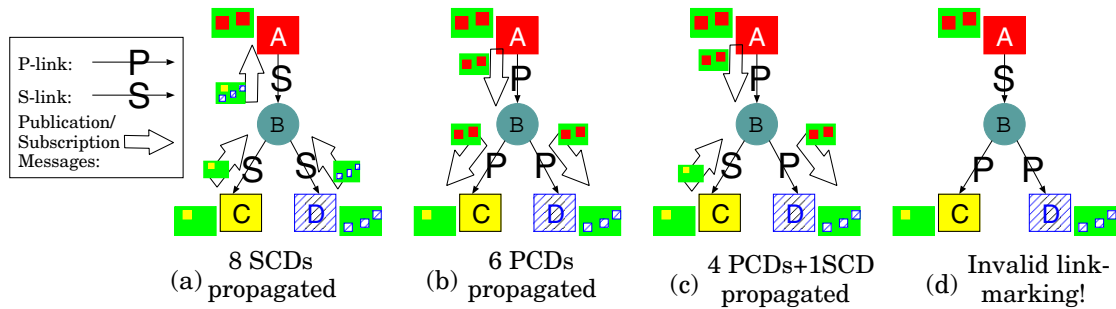 P-link: P
S-link: S
Publication/
Subscription
Messages:
A
S
B
S S
C D
(a) 8 SCDs
propagated
A
P
B
P P
C D
(b) 6 PCDs
propagated
A
P
B
S P
C D
(c) 4 PCDs+1SCD
propagated
A
S
B
P P
C D
(d) Invalid link-
marking!